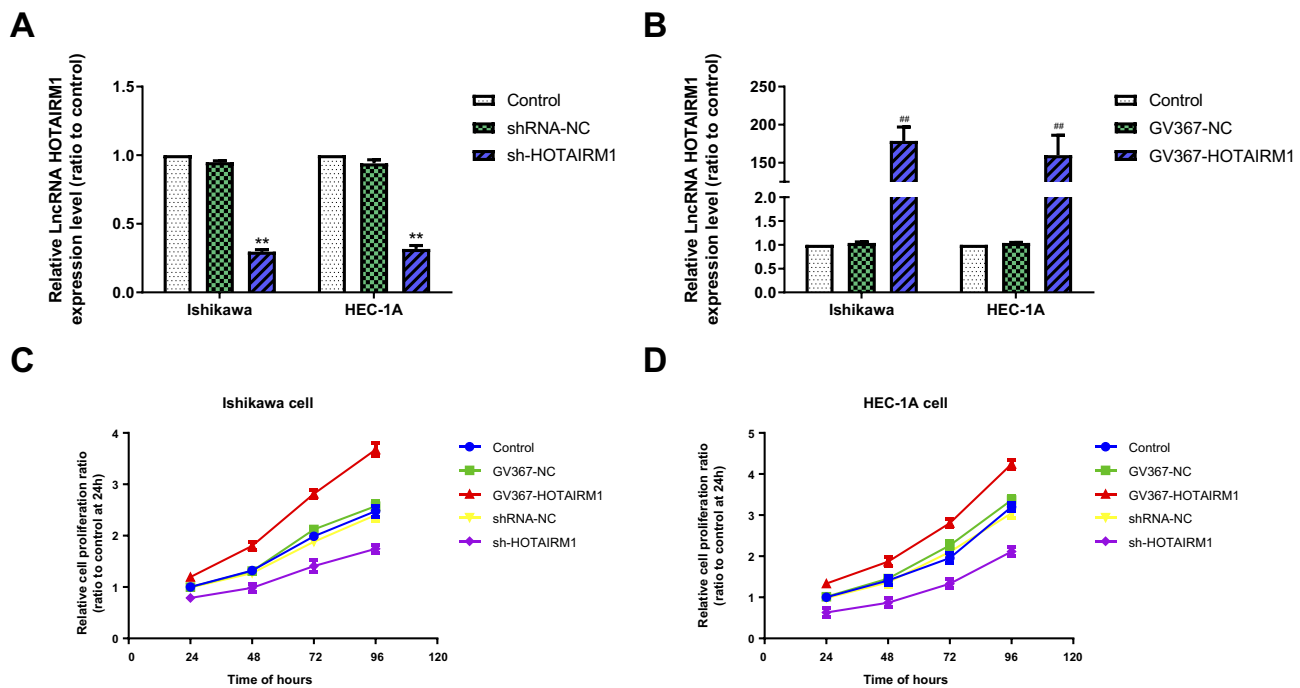 A
Relative LncRNA HOTAIRM1
expression level (ratio to control)
1.5
1.0
0.5
0.0
**
**
Ishikawa
HEC-1A
Control
shRNA-NC
sh-HOTAIRM1
B
Relative LncRNA HOTAIRM1
expression level (ratio to control)
250
200
150
2.0
1.5
1.0
0.5
0.0
##
##
Ishikawa
HEC-1A
Control
GV367-NC
GV367-HOTAIRM1
C
Ishikawa cell
Relative cell proliferation ratio
(ratio to control at 24h)
4
3
2
1
0
0
24
48
72
96
120
Time of hours
Control
GV367-NC
GV367-HOTAIRM1
shRNA-NC
sh-HOTAIRM1
D
HEC-1A cell
Relative cell proliferation ratio
(ratio to control at 24h)
5
4
3
2
1
0
0
24
48
72
96
120
Time of hours
Control
GV367-NC
GV367-HOTAIRM1
shRNA-NC
sh-HOTAIRM1